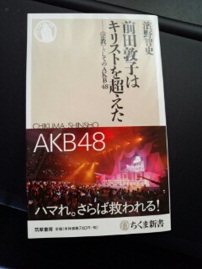 濱野智史
前田敦子は
キリストを超えた
〈宗教〉としてのAKB48
CHIKUMA SHINSHO
AKB48
ハマれ。さらば救われる!
筑摩書房
ちくま新書